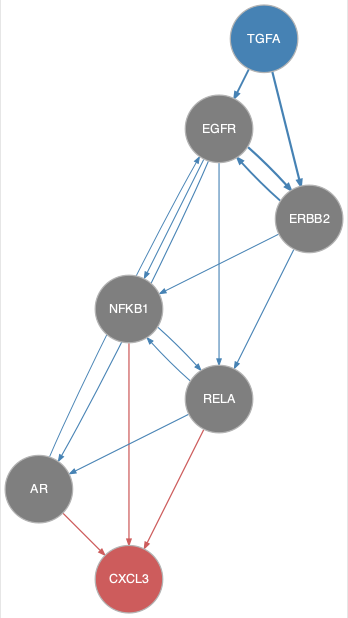 TGFA
EGFR
ERBB2
NFKB1
RELA
AR
CXCL3